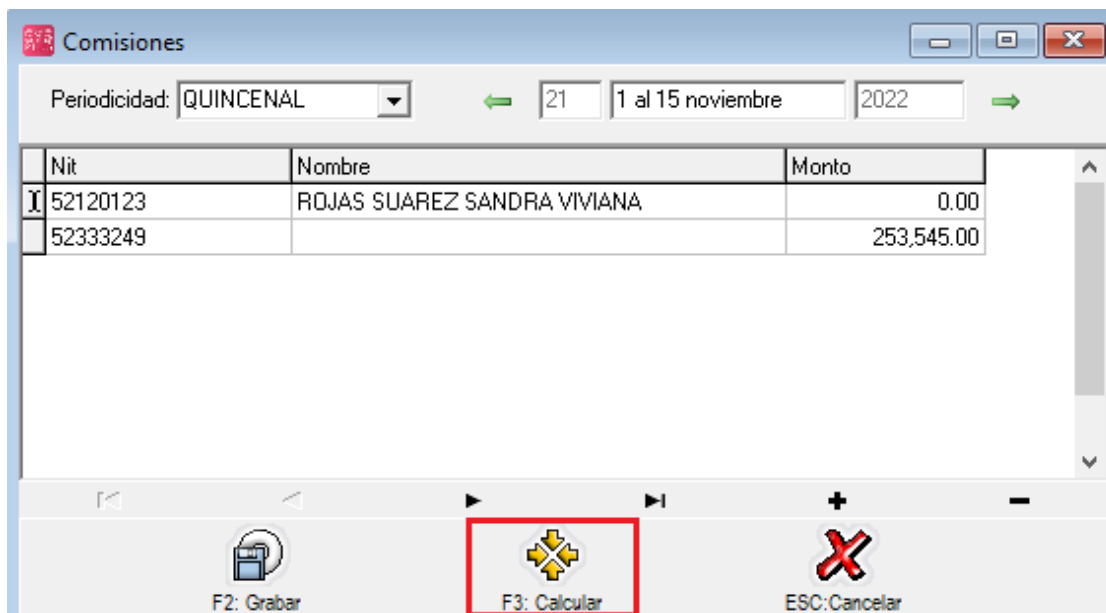 Comisiones
Periodicidad: QUINCENAL 21 1 al 15 noviembre 2022
Nit Nombre Monto
52120123 ROJAS SUAREZ SANDRA VIVIANA 0.00
52333249 253,545.00
F2: Grabar F3: Calcular ESC:Cancelar